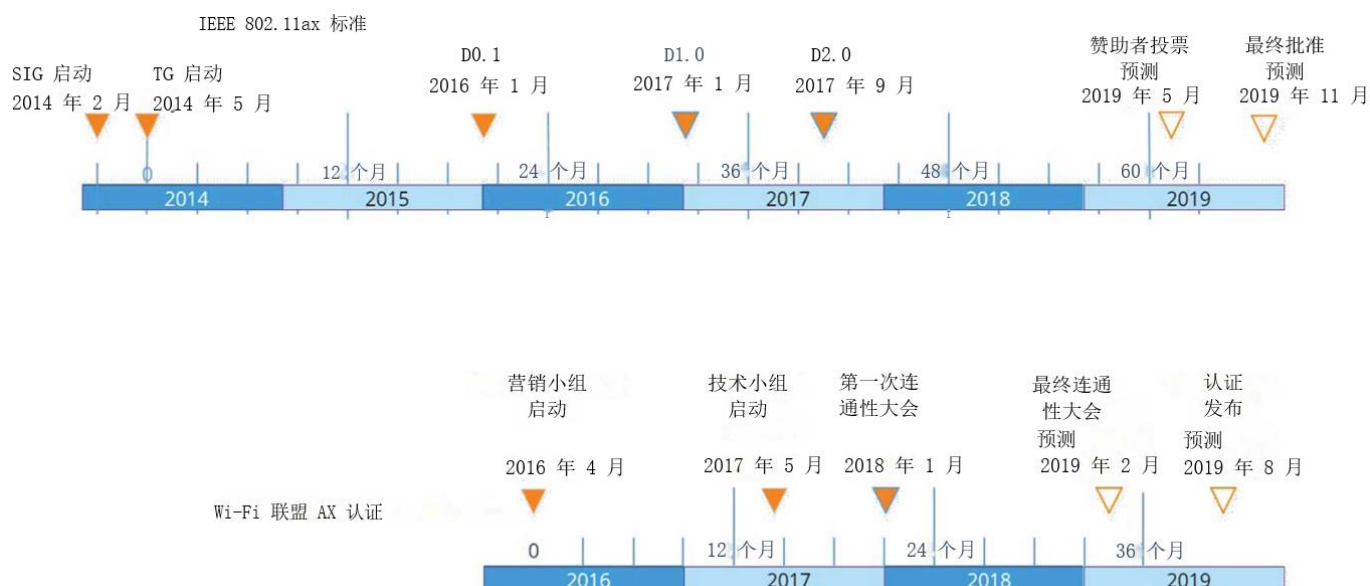 IEEE 802.11ax 标准
SIG 启动
2014 年 2 月
TG 启动
2014 年 5 月
D0.1
2016 年 1 月
D1.0
2017 年 1 月
D2.0
2017 年 9 月
赞助者投票
预测
2019 年 5 月
最终批准
预测
2019 年 11 月
0
12 个月
24 个月
36 个月
48 个月
60 个月
2014
2015
2016
2017
2018
2019
营销小组
启动
2016 年 4 月
技术小组
启动
2017 年 5 月
第一次连
通性大会
2018 年 1 月
最终连通
性大会
预测
2019 年 2 月
认证
发布
预测
2019 年 8 月
Wi-Fi 联盟 AX 认证
0
12 个月
24 个月
36 个月
2016
2017
2018
2019